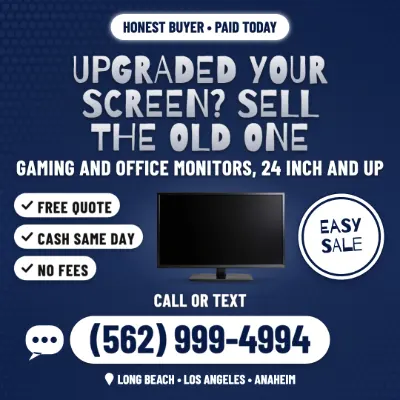 HONEST BUYER • PAID TODAY
UPGRADED YOUR
SCREEN? SELL
THE OLD ONE
GAMING AND OFFICE MONITORS, 24 INCH AND UP
FREE QUOTE
CASH SAME DAY
NO FEES
EASY
SALE
CALL OR TEXT
(562) 999-4994
LONG BEACH • LOS ANGELES • ANAHEIM